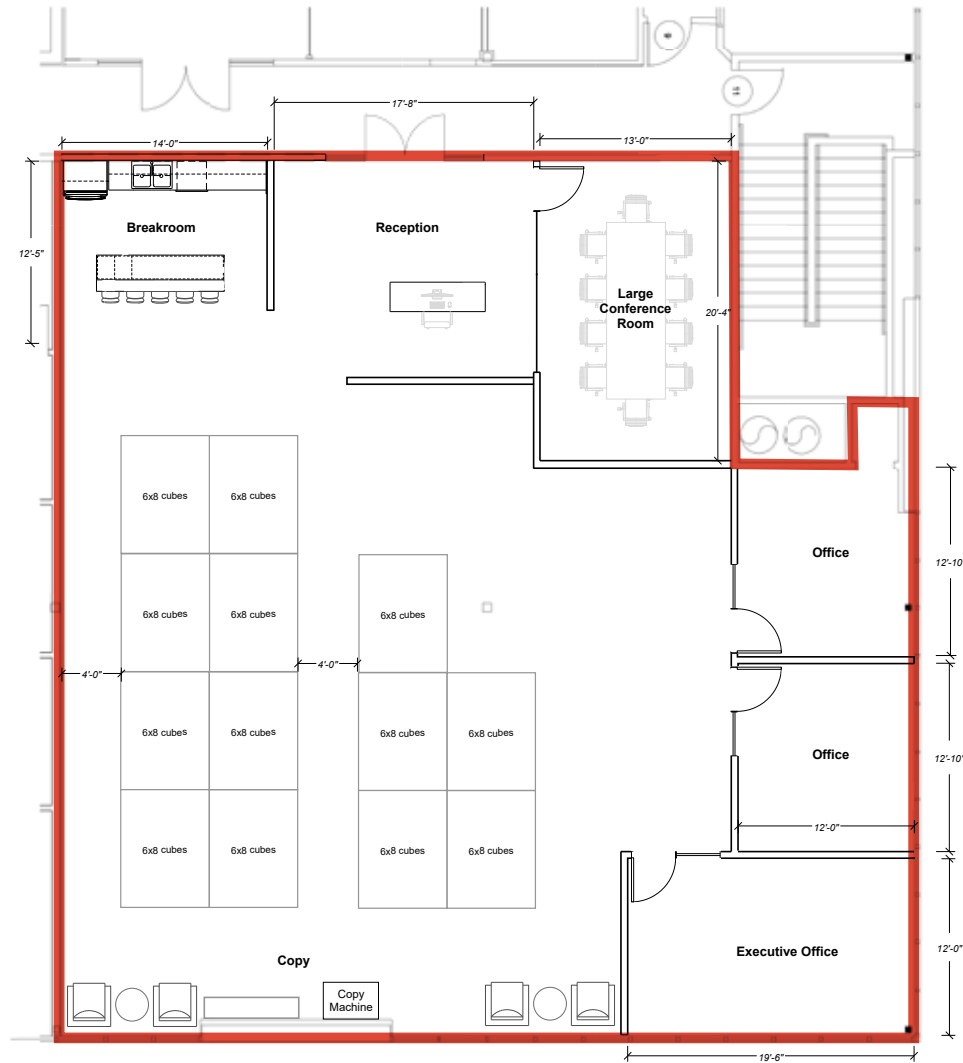 17'-8"
14'-0"
13'-0"
12'-5"
Breakroom
Reception
Large
Conference
Room
20'-4"
6x8 cubes
6x8 cubes
6x8 cubes
6x8 cubes
6x8 cubes
Office
12'-10
4'-0"
4'-0"
6x8 cubes
6x8 cubes
6x8 cubes
6x8 cubes
Office
12'-10"
12'-0"
6x8 cubes
6x8 cubes
6x8 cubes
6x8 cubes
Executive Office
12'-0"
Copy
Copy
Machine
19'-6"